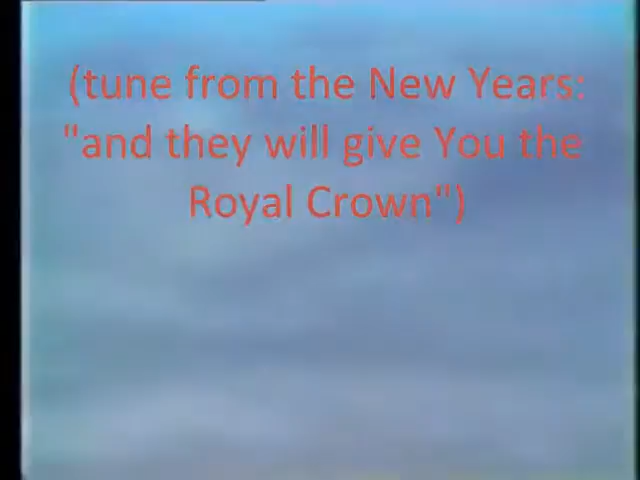 (tune from the New Years:
"and they will give You the
Royal Crown")